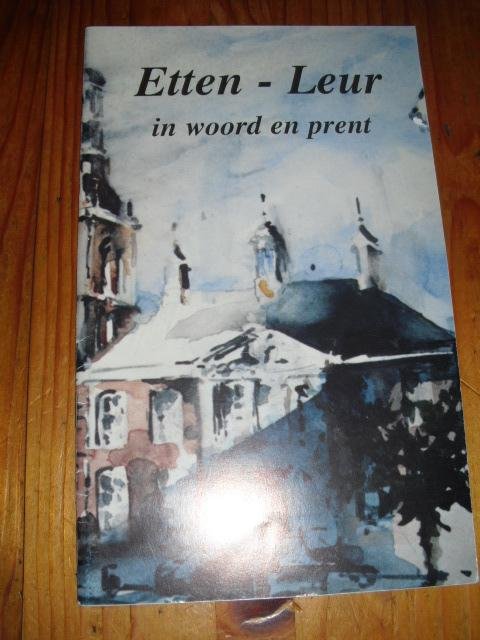 Etten - Leur
in woord en prent